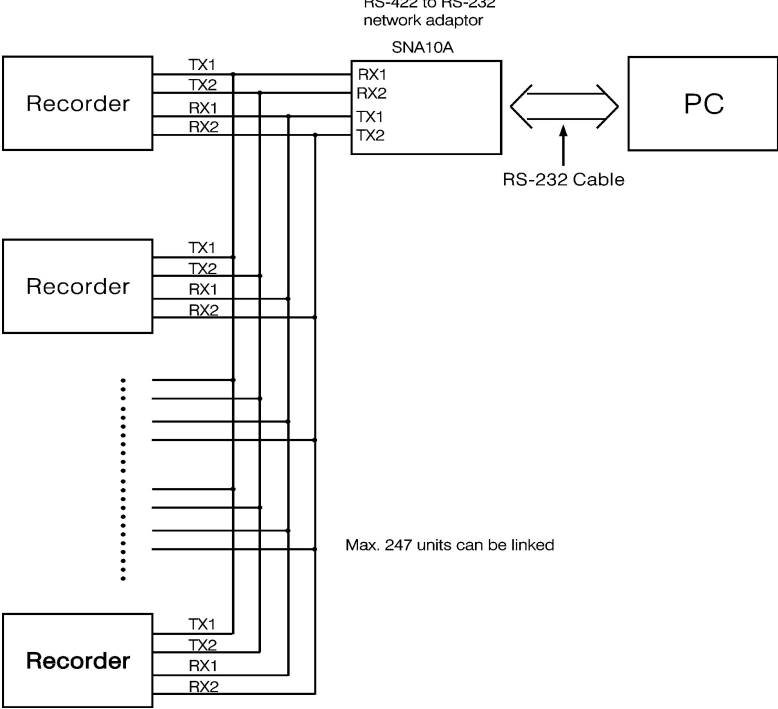 RS-422 to RS-232
network adaptor
SNA10A
Recorder
TX1
TX2
RX1
RX2
RX1
RX2
TX1
TX2
PC
RS-232 Cable
Recorder
TX1
TX2
RX1
RX2
Max. 247 units can be linked
Recorder
TX1
TX2
RX1
RX2